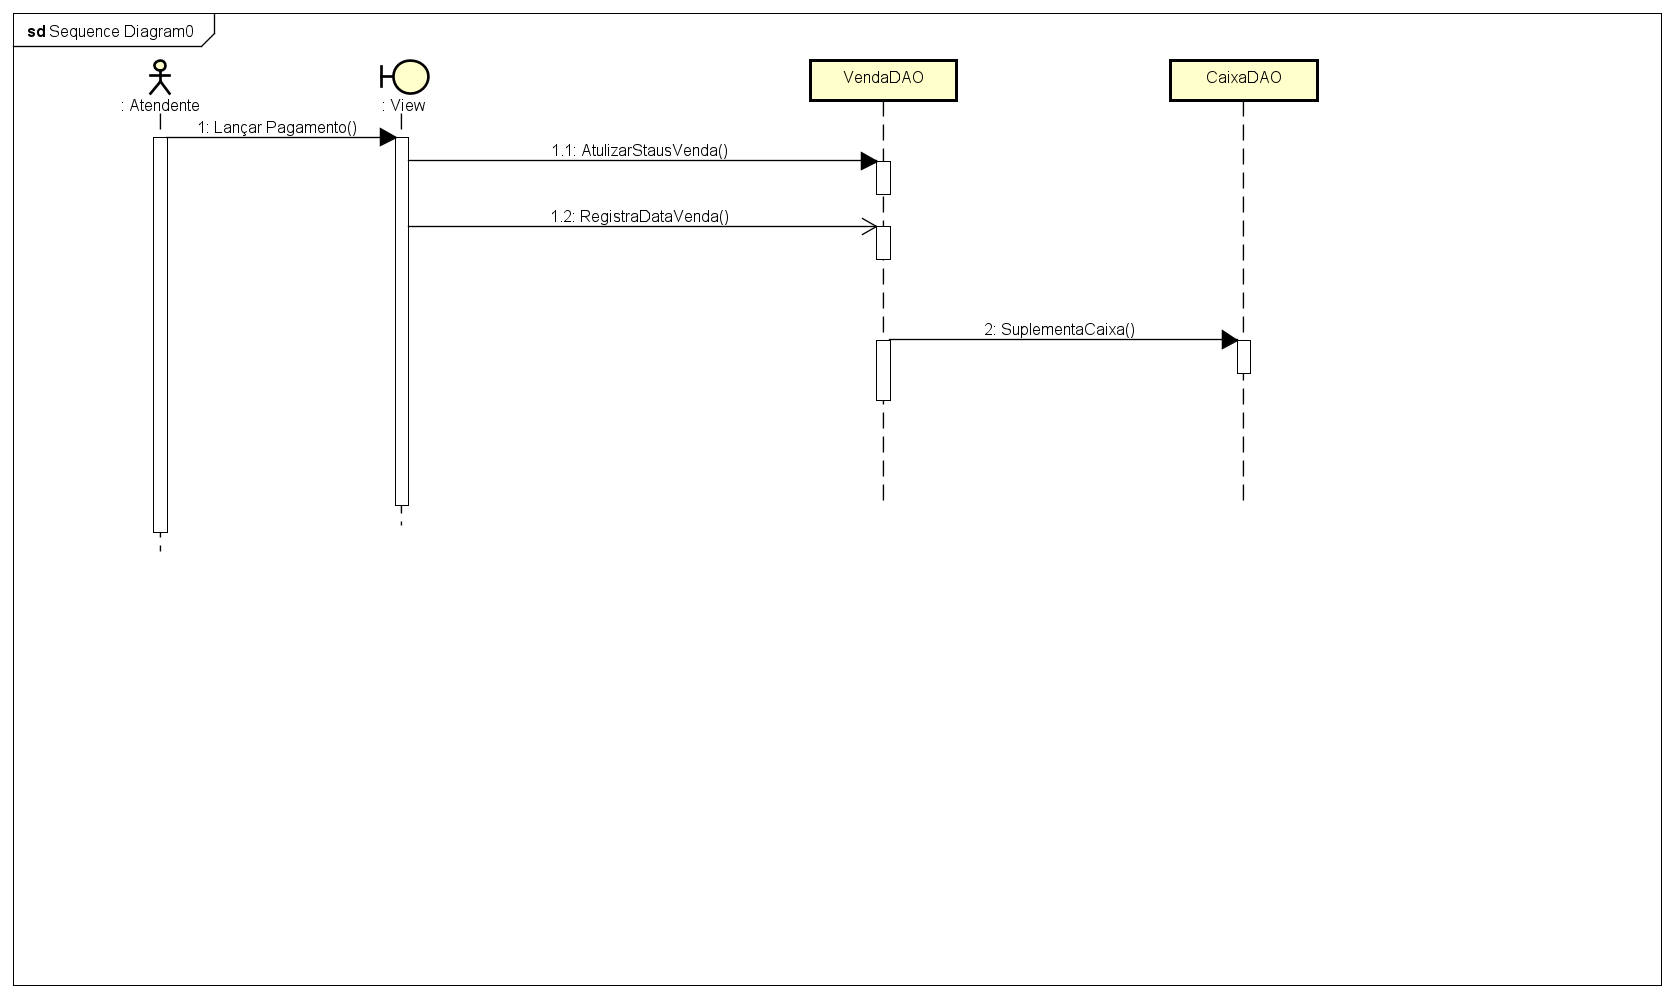 sd Sequence Diagram0
: Atendente
: View
VendaDAO
CaixaDAO
1: Lançar Pagamento()
1.1: AtulizarStausVenda()
1.2: RegistraDataVenda()
2: SuplementaCaixa()